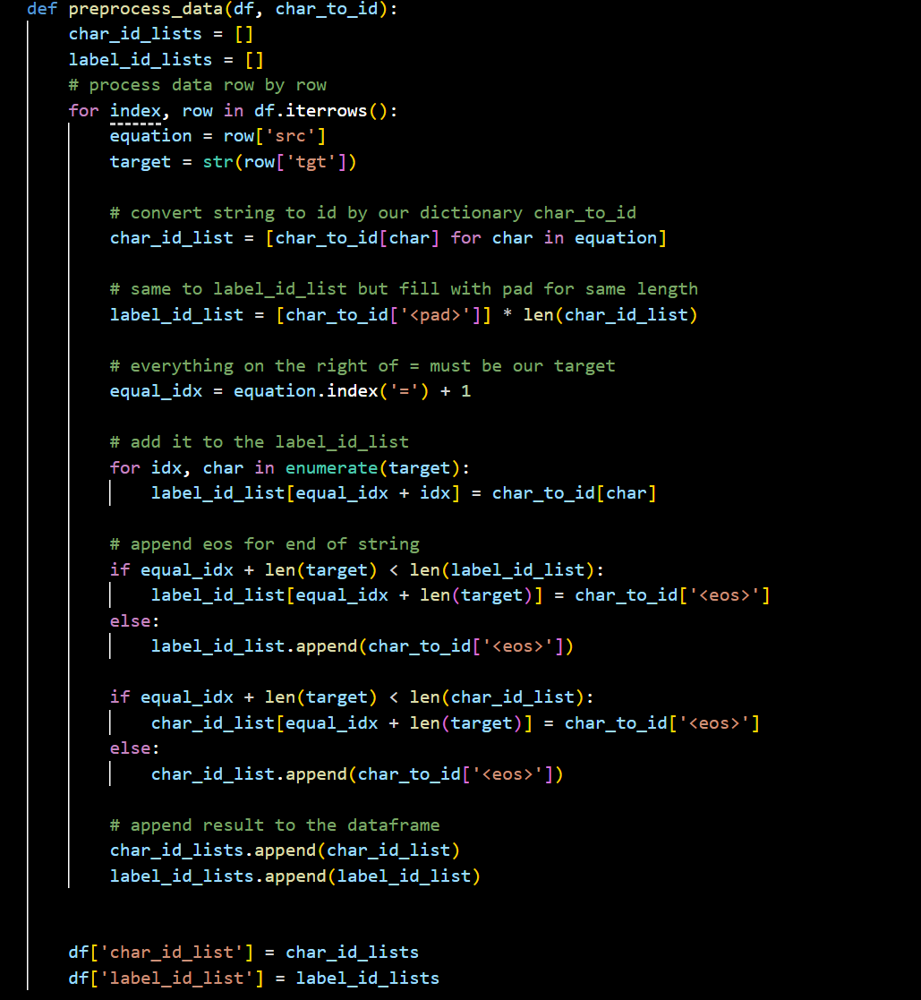 def preprocess_data(df, char_to_id):
    char_id_lists = []
    label_id_lists = []
    # process data row by row
    for index, row in df.iterrows():
        equation = row['src']
        target = str(row['tgt'])

        # convert string to id by our dictionary char_to_id
        char_id_list = [char_to_id[char] for char in equation]

        # same to label_id_list but fill with pad for same length
        label_id_list = [char_to_id['<pad>']] * len(char_id_list)

        # everything on the right of = must be our target
        equal_idx = equation.index('=') + 1

        # add it to the label_id_list
        for idx, char in enumerate(target):
            label_id_list[equal_idx + idx] = char_to_id[char]

        # append eos for end of string
        if equal_idx + len(target) < len(label_id_list):
            label_id_list[equal_idx + len(target)] = char_to_id['<eos>']
        else:
            label_id_list.append(char_to_id['<eos>'])

        if equal_idx + len(target) < len(char_id_list):
            char_id_list[equal_idx + len(target)] = char_to_id['<eos>']
        else:
            char_id_list.append(char_to_id['<eos>'])

        # append result to the dataframe
        char_id_lists.append(char_id_list)
        label_id_lists.append(label_id_list)


    df['char_id_list'] = char_id_lists
    df['label_id_list'] = label_id_lists